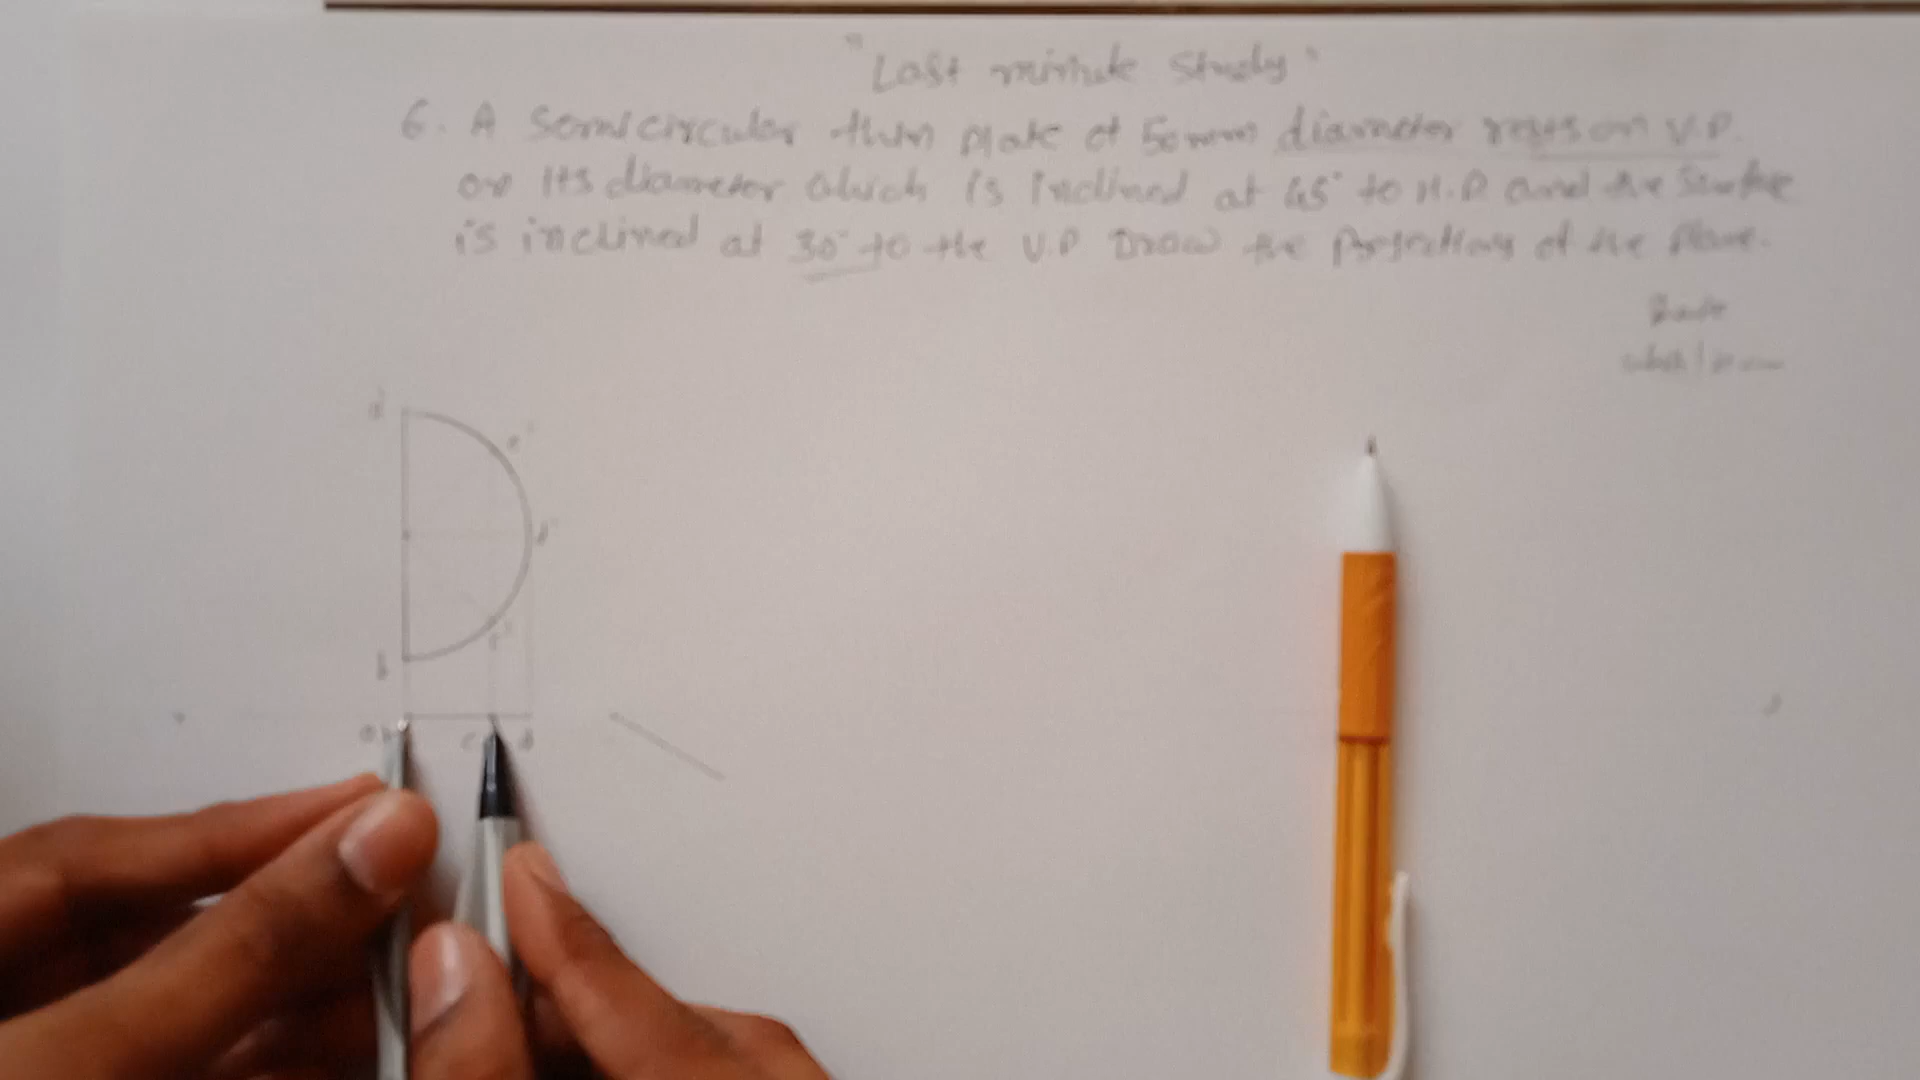 "Last minute Study"
6. A Semicircular thin plate of 50mm diameter rests on V.P.
on its diameter which is inclined at 45° to H.P and the Surface
is inclined at 30° to the V.P Draw the Projections of the Plane.
a'
b'
d